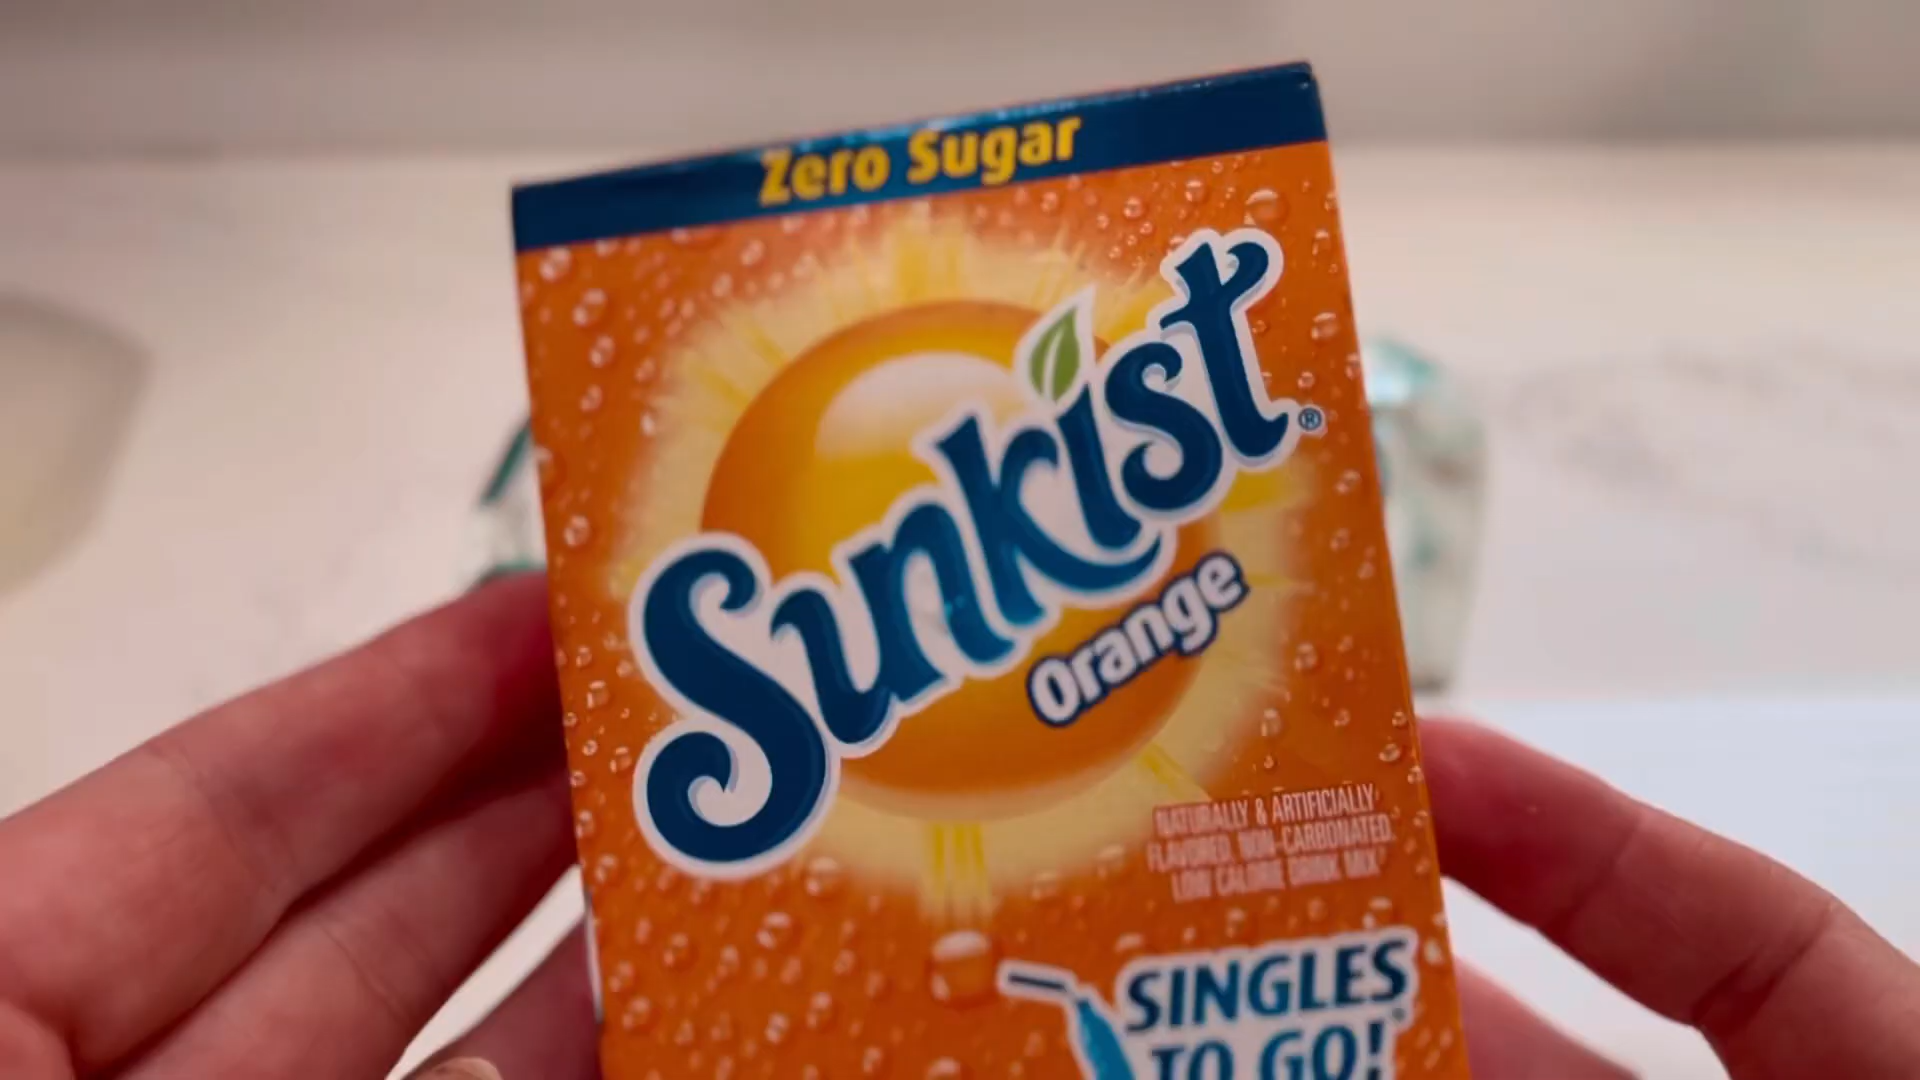 Zero Sugar
Sunkist®
Orange
NATURALLY & ARTIFICIALLY
FLAVORED, NON-CARBONATED
LOW CALORIE DRINK MIX
SINGLES
TO GO!